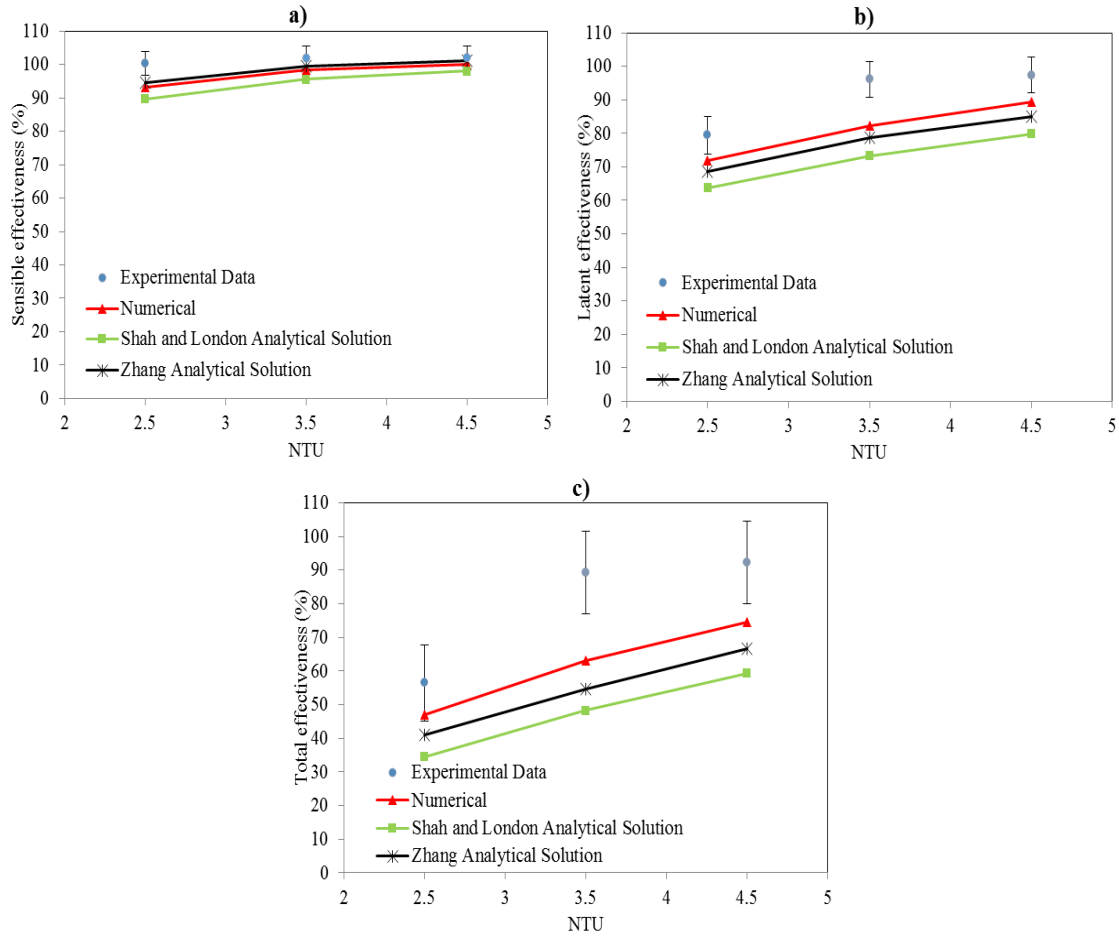 a)
110
100
90
80
70
60
50
40
30
20
10
0
Sensible effectiveness (%)
Experimental Data
Numerical
Shah and London Analytical Solution
Zhang Analytical Solution
2 2.5 3 3.5 4 4.5 5
NTU
b)
110
100
90
80
70
60
50
40
30
20
10
0
Latent effectiveness (%)
Experimental Data
Numerical
Shah and London Analytical Solution
Zhang Analytical Solution
2 2.5 3 3.5 4 4.5 5
NTU
c)
110
100
90
80
70
60
50
40
30
20
10
0
Total effectiveness (%)
Experimental Data
Numerical
Shah and London Analytical Solution
Zhang Analytical Solution
2 2.5 3 3.5 4 4.5 5
NTU